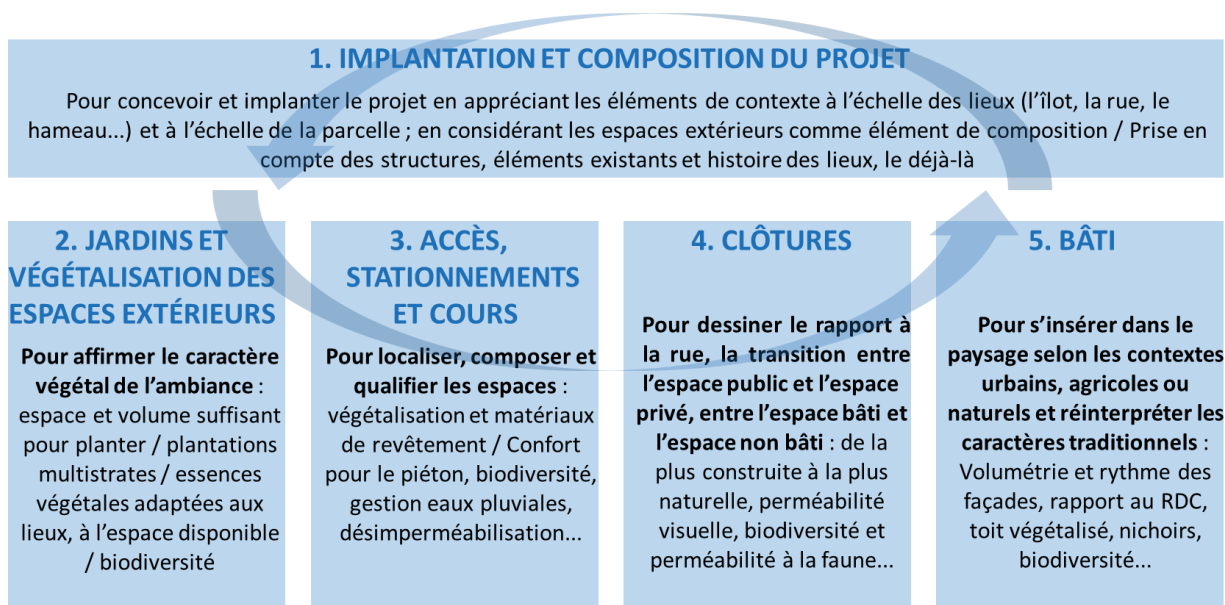 1. IMPLANTATION ET COMPOSITION DU PROJET
Pour concevoir et implanter le projet en appréciant les éléments de contexte à l’échelle des lieux (l’îlot, la rue, le
hameau...) et à l’échelle de la parcelle ; en considérant les espaces extérieurs comme élément de composition / Prise en
compte des structures, éléments existants et histoire des lieux, le déjà-là
2. JARDINS ET
VÉGÉTALISATION DES
ESPACES EXTÉRIEURS
Pour affirmer le caractère
végétal de l’ambiance :
espace et volume suffisant
pour planter / plantations
multistrates / essences
végétales adaptées aux
lieux, à l’espace disponible
/ biodiversité
3. ACCÈS,
STATIONNEMENTS
ET COURS
Pour localiser, composer et
qualifier les espaces :
végétalisation et matériaux
de revêtement / Confort
pour le piéton, biodiversité,
gestion eaux pluviales,
désimperméabilisation...
4. CLÔTURES
Pour dessiner le rapport à
la rue, la transition entre
l’espace public et l’espace
privé, entre l’espace bâti et
l’espace non bâti : de la
plus construite à la plus
naturelle, perméabilité
visuelle, biodiversité et
perméabilité à la faune...
5. BÂTI
Pour s’insérer dans le
paysage selon les contextes
urbains, agricoles ou
naturels et réinterpréter les
caractères traditionnels :
Volumétrie et rythme des
façades, rapport au RDC,
toit végétalisé, nichoirs,
biodiversité...